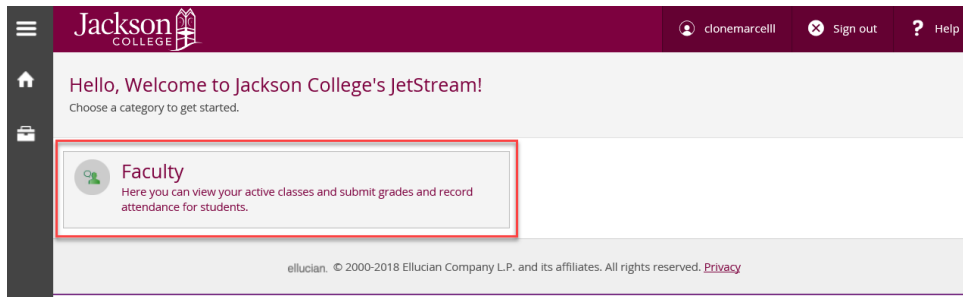 Jackson
COLLEGE
clonemarcelll
Sign out
? Help
Hello, Welcome to Jackson College's JetStream!
Choose a category to get started.
Faculty
Here you can view your active classes and submit grades and record
attendance for students.
ellucian. © 2000-2018 Ellucian Company L.P. and its affiliates. All rights reserved. Privacy